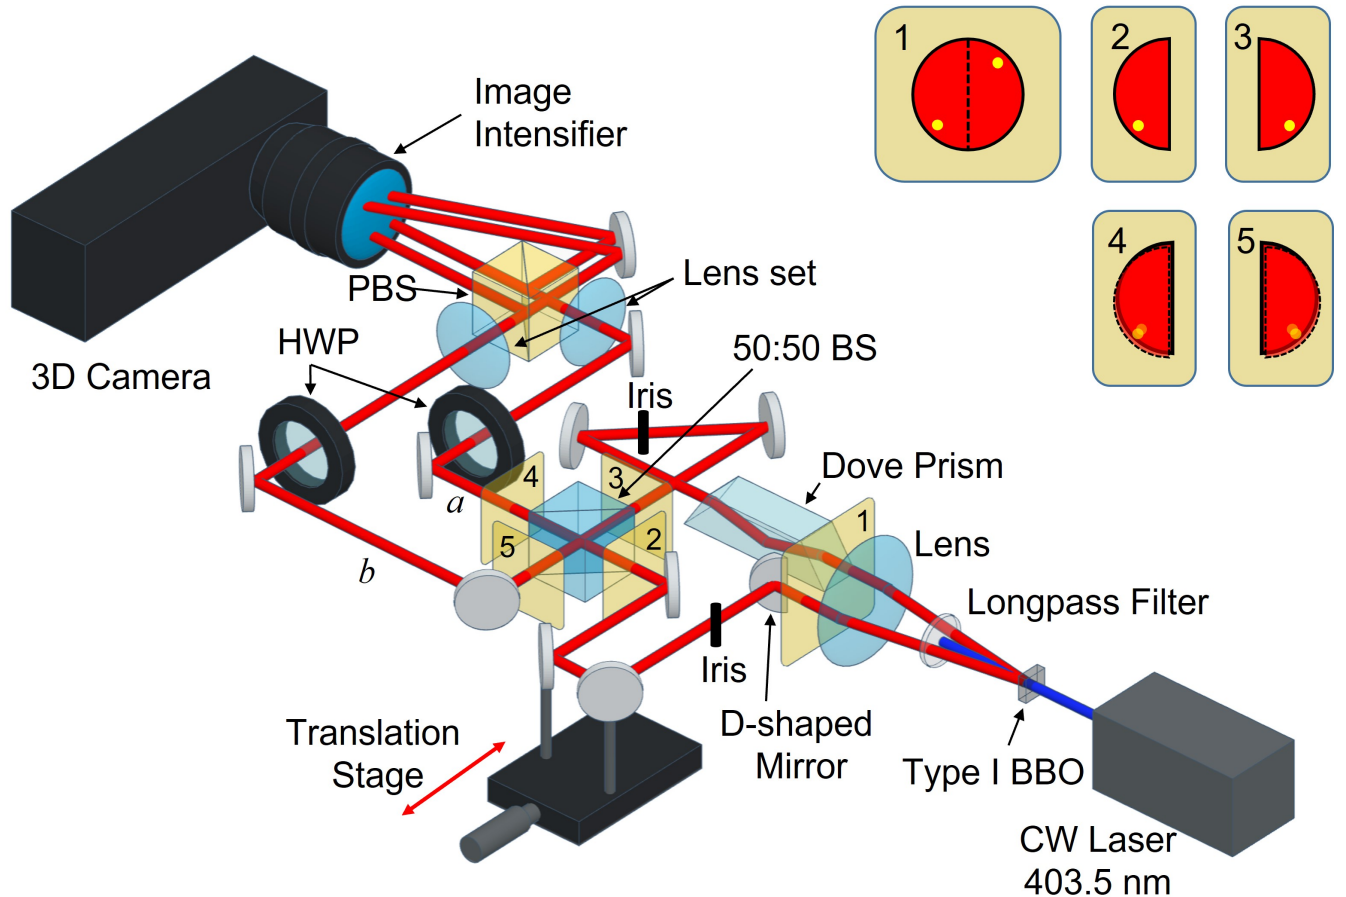 1
2
3
Image
Intensifier
4
5
PBS
Lens set
HWP
50:50 BS
3D Camera
Iris
Dove Prism
4
3
a
1
5
2
Lens
b
Longpass Filter
Iris
Translation
Stage
D-shaped
Mirror
Type I BBO
CW Laser
403.5 nm